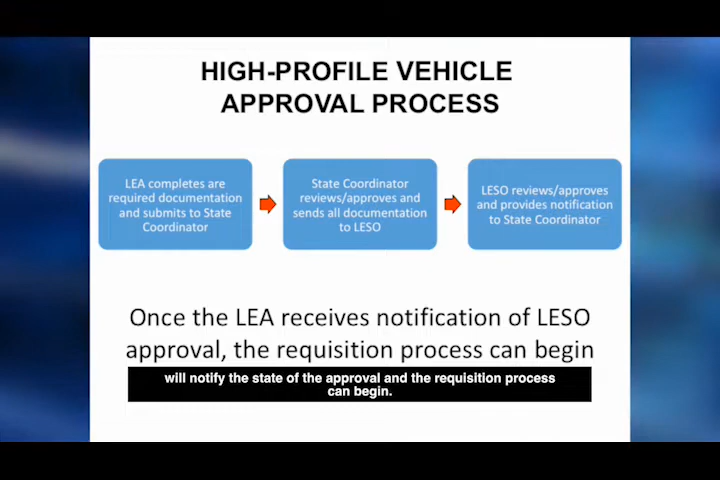 HIGH-PROFILE VEHICLE
APPROVAL PROCESS
LEA completes are
required documentation
and submits to State
Coordinator
State Coordinator
reviews/approves and
sends all documentation
to LESO
LESO reviews/approves
and provides notification
to State Coordinator
Once the LEA receives notification of LESO
approval, the requisition process can begin
will notify the state of the approval and the requisition process
can begin.